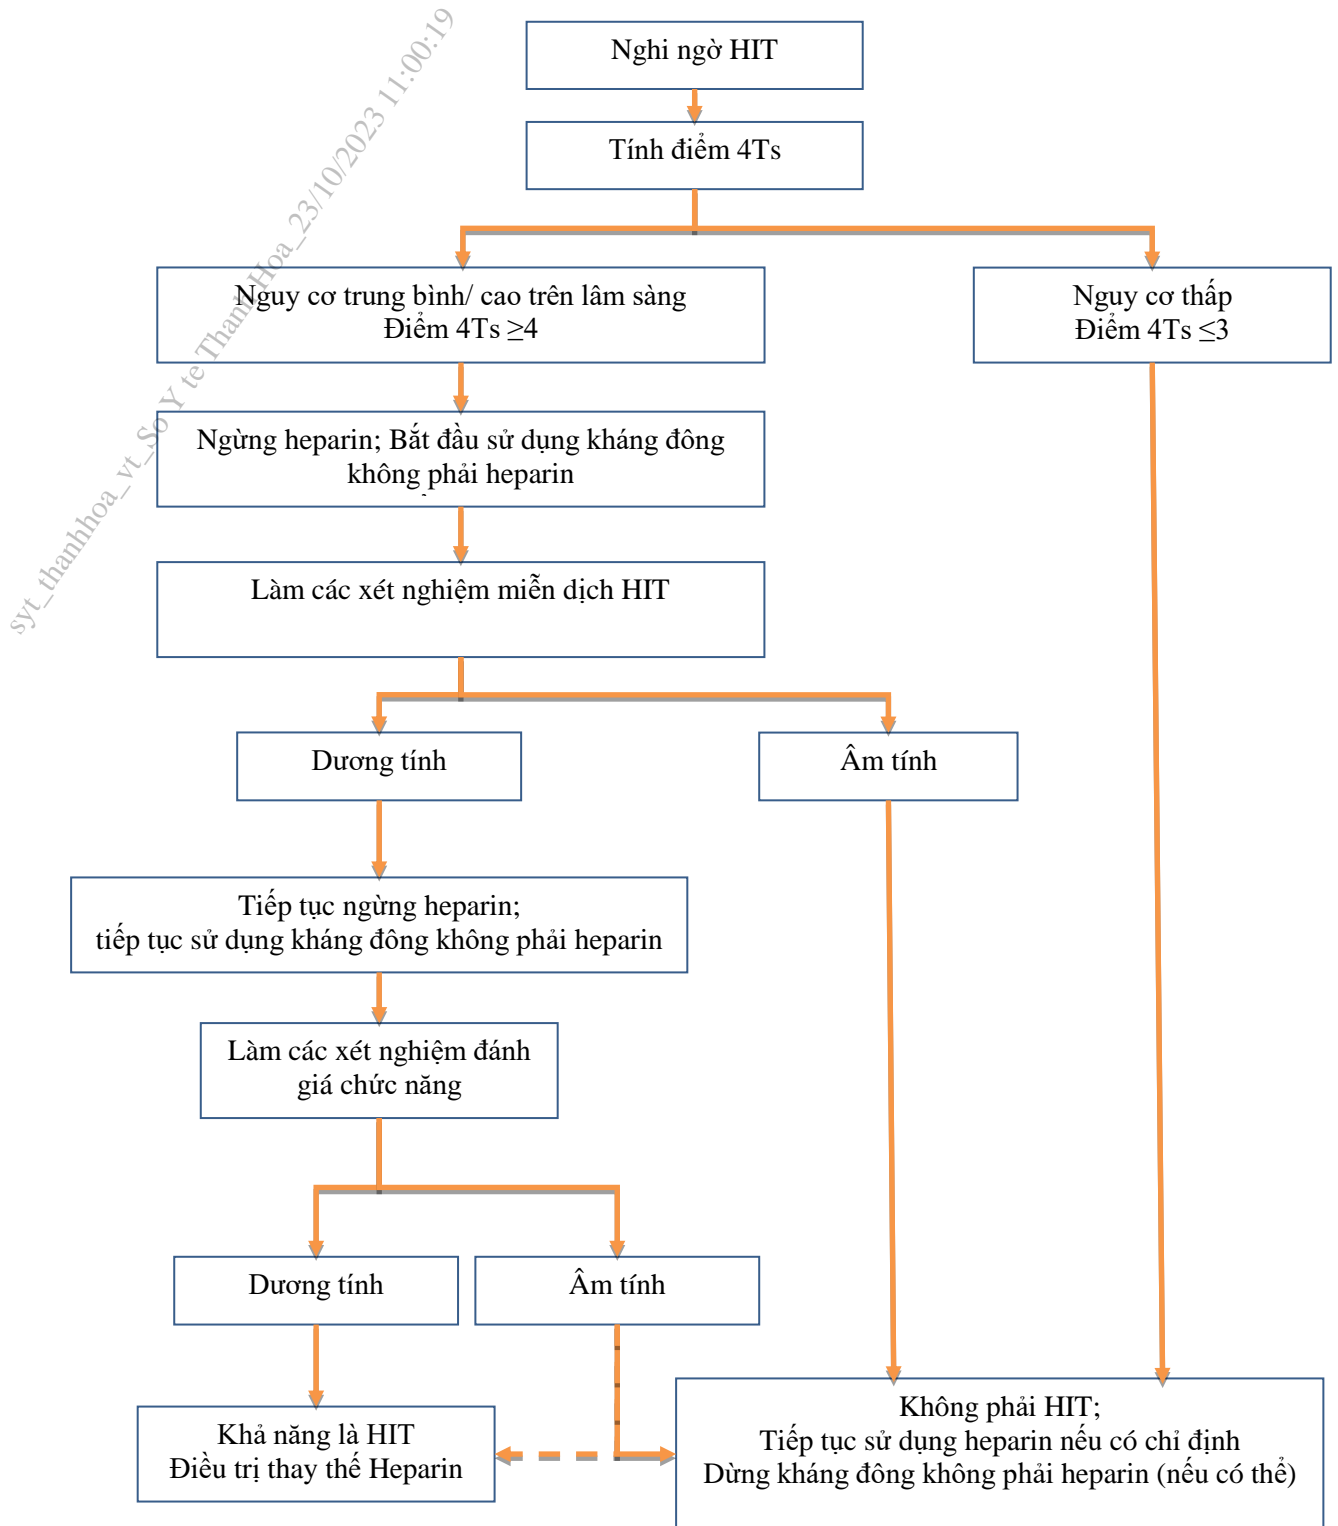 syt_thanhhoa_vt_So Y te Thanh Hoa_23/10/2023 11:00:19
Nghi ngờ HIT
Tính điểm 4Ts
Nguy cơ trung bình/ cao trên lâm sàng
Điểm 4Ts ≥4
Nguy cơ thấp
Điểm 4Ts ≤3
Ngừng heparin; Bắt đầu sử dụng kháng đông
không phải heparin
Làm các xét nghiệm miễn dịch HIT
Dương tính
Âm tính
Tiếp tục ngừng heparin;
tiếp tục sử dụng kháng đông không phải heparin
Làm các xét nghiệm đánh
giá chức năng
Dương tính
Âm tính
Khả năng là HIT
Điều trị thay thế Heparin
Không phải HIT;
Tiếp tục sử dụng heparin nếu có chỉ định
Dừng kháng đông không phải heparin (nếu có thể)